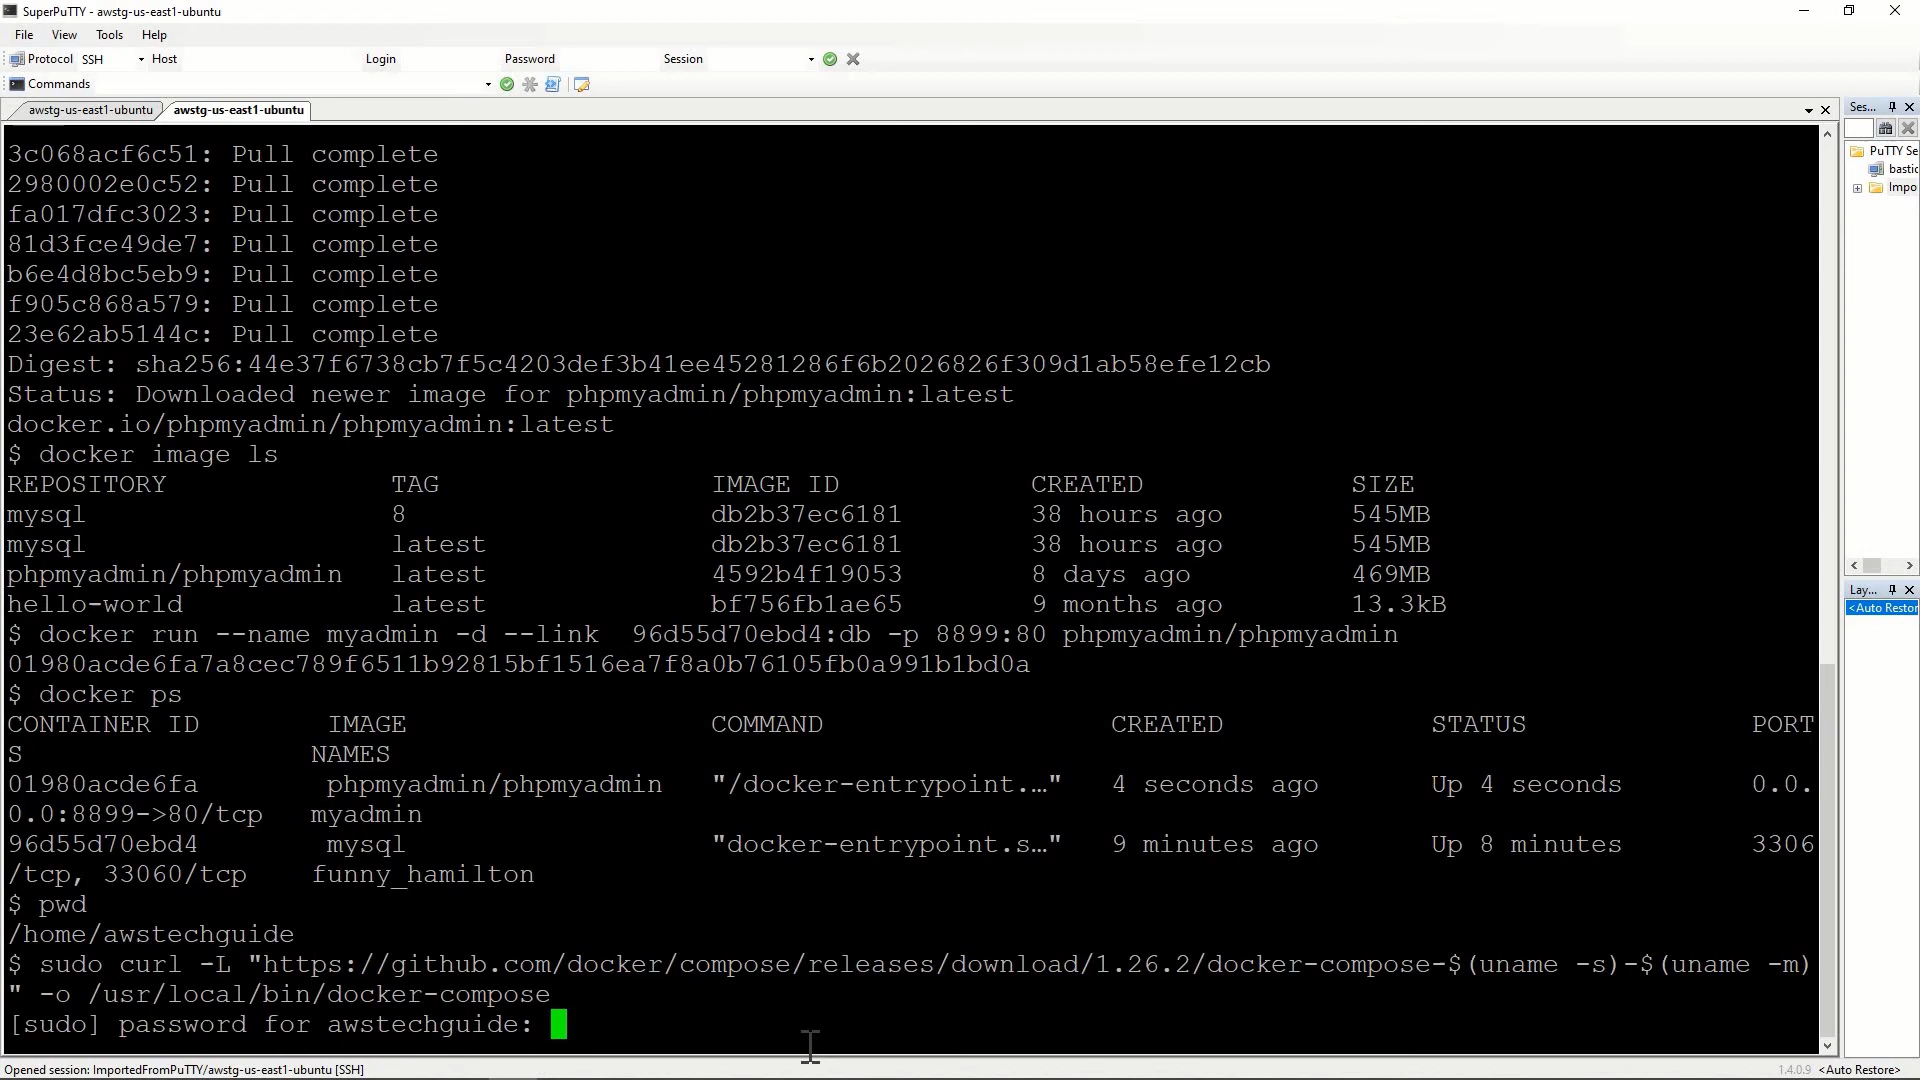 SuperPuTTY - awstg-us-east1-ubuntu
File View Tools Help
Protocol SSH Host Login Password Session
Commands
awstg-us-east1-ubuntu awstg-us-east1-ubuntu
Ses...
PuTTY Se
bastic
Impo
Lay...
<Auto Restor
3c068acf6c51: Pull complete
2980002e0c52: Pull complete
fa017dfc3023: Pull complete
81d3fce49de7: Pull complete
b6e4d8bc5eb9: Pull complete
f905c868a579: Pull complete
23e62ab5144c: Pull complete
Digest: sha256:44e37f6738cb7f5c4203def3b41ee45281286f6b2026826f309d1ab58efe12cb
Status: Downloaded newer image for phpmyadmin/phpmyadmin:latest
docker.io/phpmyadmin/phpmyadmin:latest
$ docker image ls
REPOSITORY TAG IMAGE ID CREATED SIZE
mysql 8 db2b37ec6181 38 hours ago 545MB
mysql latest db2b37ec6181 38 hours ago 545MB
phpmyadmin/phpmyadmin latest 4592b4f19053 8 days ago 469MB
hello-world latest bf756fb1ae65 9 months ago 13.3kB
$ docker run --name myadmin -d --link 96d55d70ebd4:db -p 8899:80 phpmyadmin/phpmyadmin
01980acde6fa7a8cec789f6511b92815bf1516ea7f8a0b76105fb0a991b1bd0a
$ docker ps
CONTAINER ID IMAGE COMMAND CREATED STATUS PORT
S NAMES
01980acde6fa phpmyadmin/phpmyadmin "/docker-entrypoint.…" 4 seconds ago Up 4 seconds 0.0.
0.0:8899->80/tcp myadmin
96d55d70ebd4 mysql "docker-entrypoint.s…" 9 minutes ago Up 8 minutes 3306
/tcp, 33060/tcp funny_hamilton
$ pwd
/home/awstechguide
$ sudo curl -L "https://github.com/docker/compose/releases/download/1.26.2/docker-compose-$(uname -s)-$(uname -m)
" -o /usr/local/bin/docker-compose
[sudo] password for awstechguide:
Opened session: ImportedFromPuTTY/awstg-us-east1-ubuntu [SSH] 1.4.0.9 <Auto Restore>